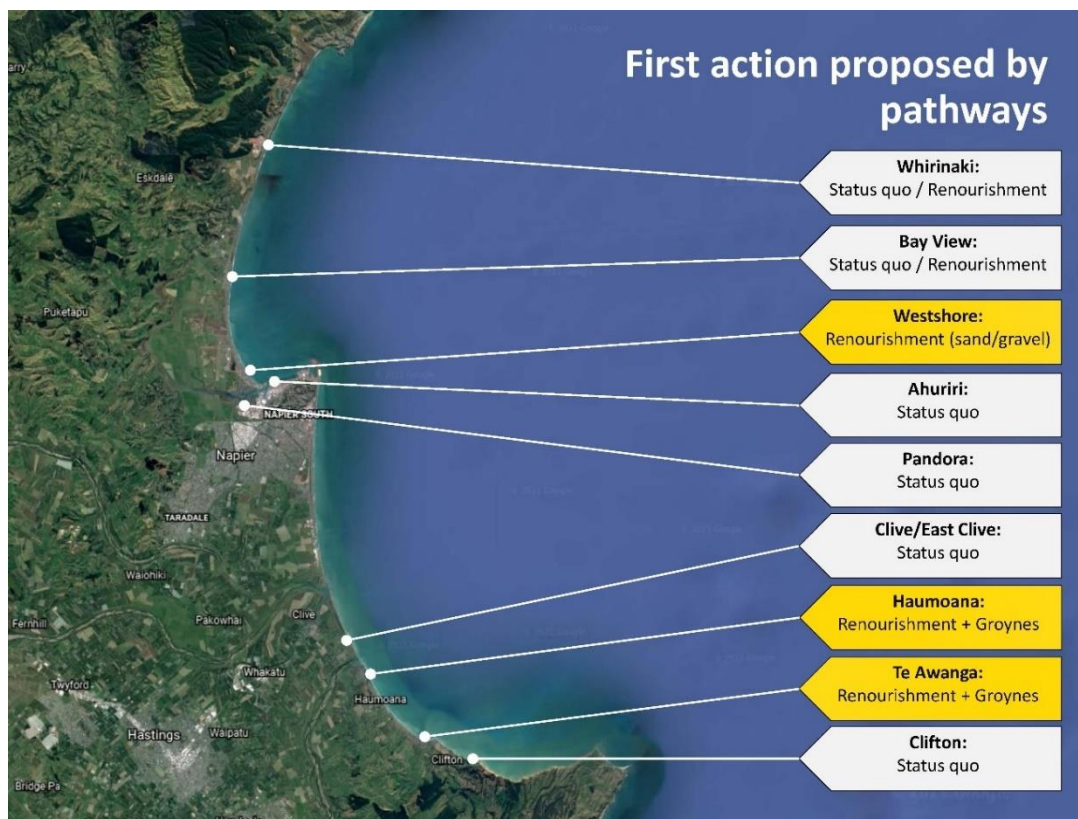 First action proposed by
pathways
Whirinaki:
Status quo / Renourishment
Bay View:
Status quo / Renourishment
Westshore:
Renourishment (sand/gravel)
Ahuriri:
Status quo
Pandora:
Status quo
Clive/East Clive:
Status quo
Haumoana:
Renourishment + Groynes
Te Awanga:
Renourishment + Groynes
Clifton:
Status quo
arry
Eskdale
Puketapu
NAPIER SOUTH
Napier
TARADALE
Waiohiki
Pakowhai
Clive
Fernhill
Whakatu
Twyford
Haumoana
Waipatu
Hastings
Clifton
Bridge Pa